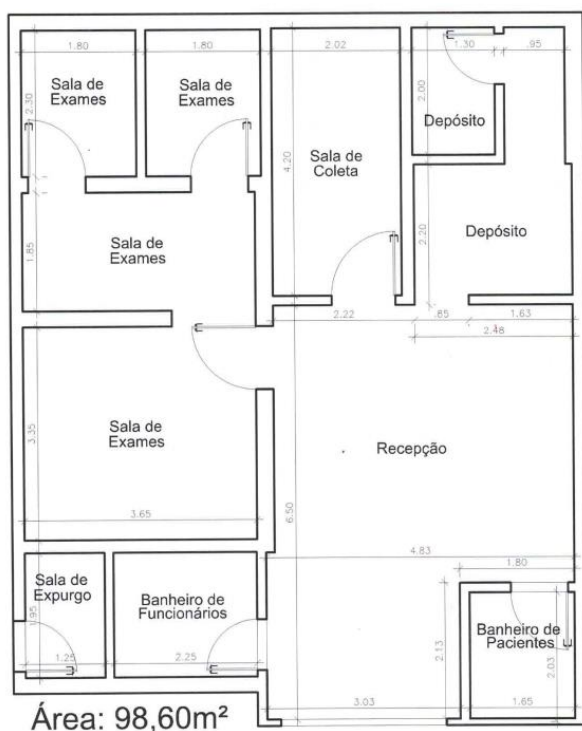 1.80
1.80
2.02
1.30
.95
Sala de
Exames
Sala de
Exames
2.30
2.00
Depósito
Sala de
Coleta
4.20
Sala de
Exames
1.85
Depósito
2.20
2.22
.85
1.63
2.48
Sala de
Exames
3.35
Recepção
3.65
6.50
4.83
1.80
Sala de
Expurgo
Banheiro de
Funcionários
1.95
2.13
Banheiro de
Pacientes
2.03
1.25
2.25
3.03
1.65
Área: 98,60m²